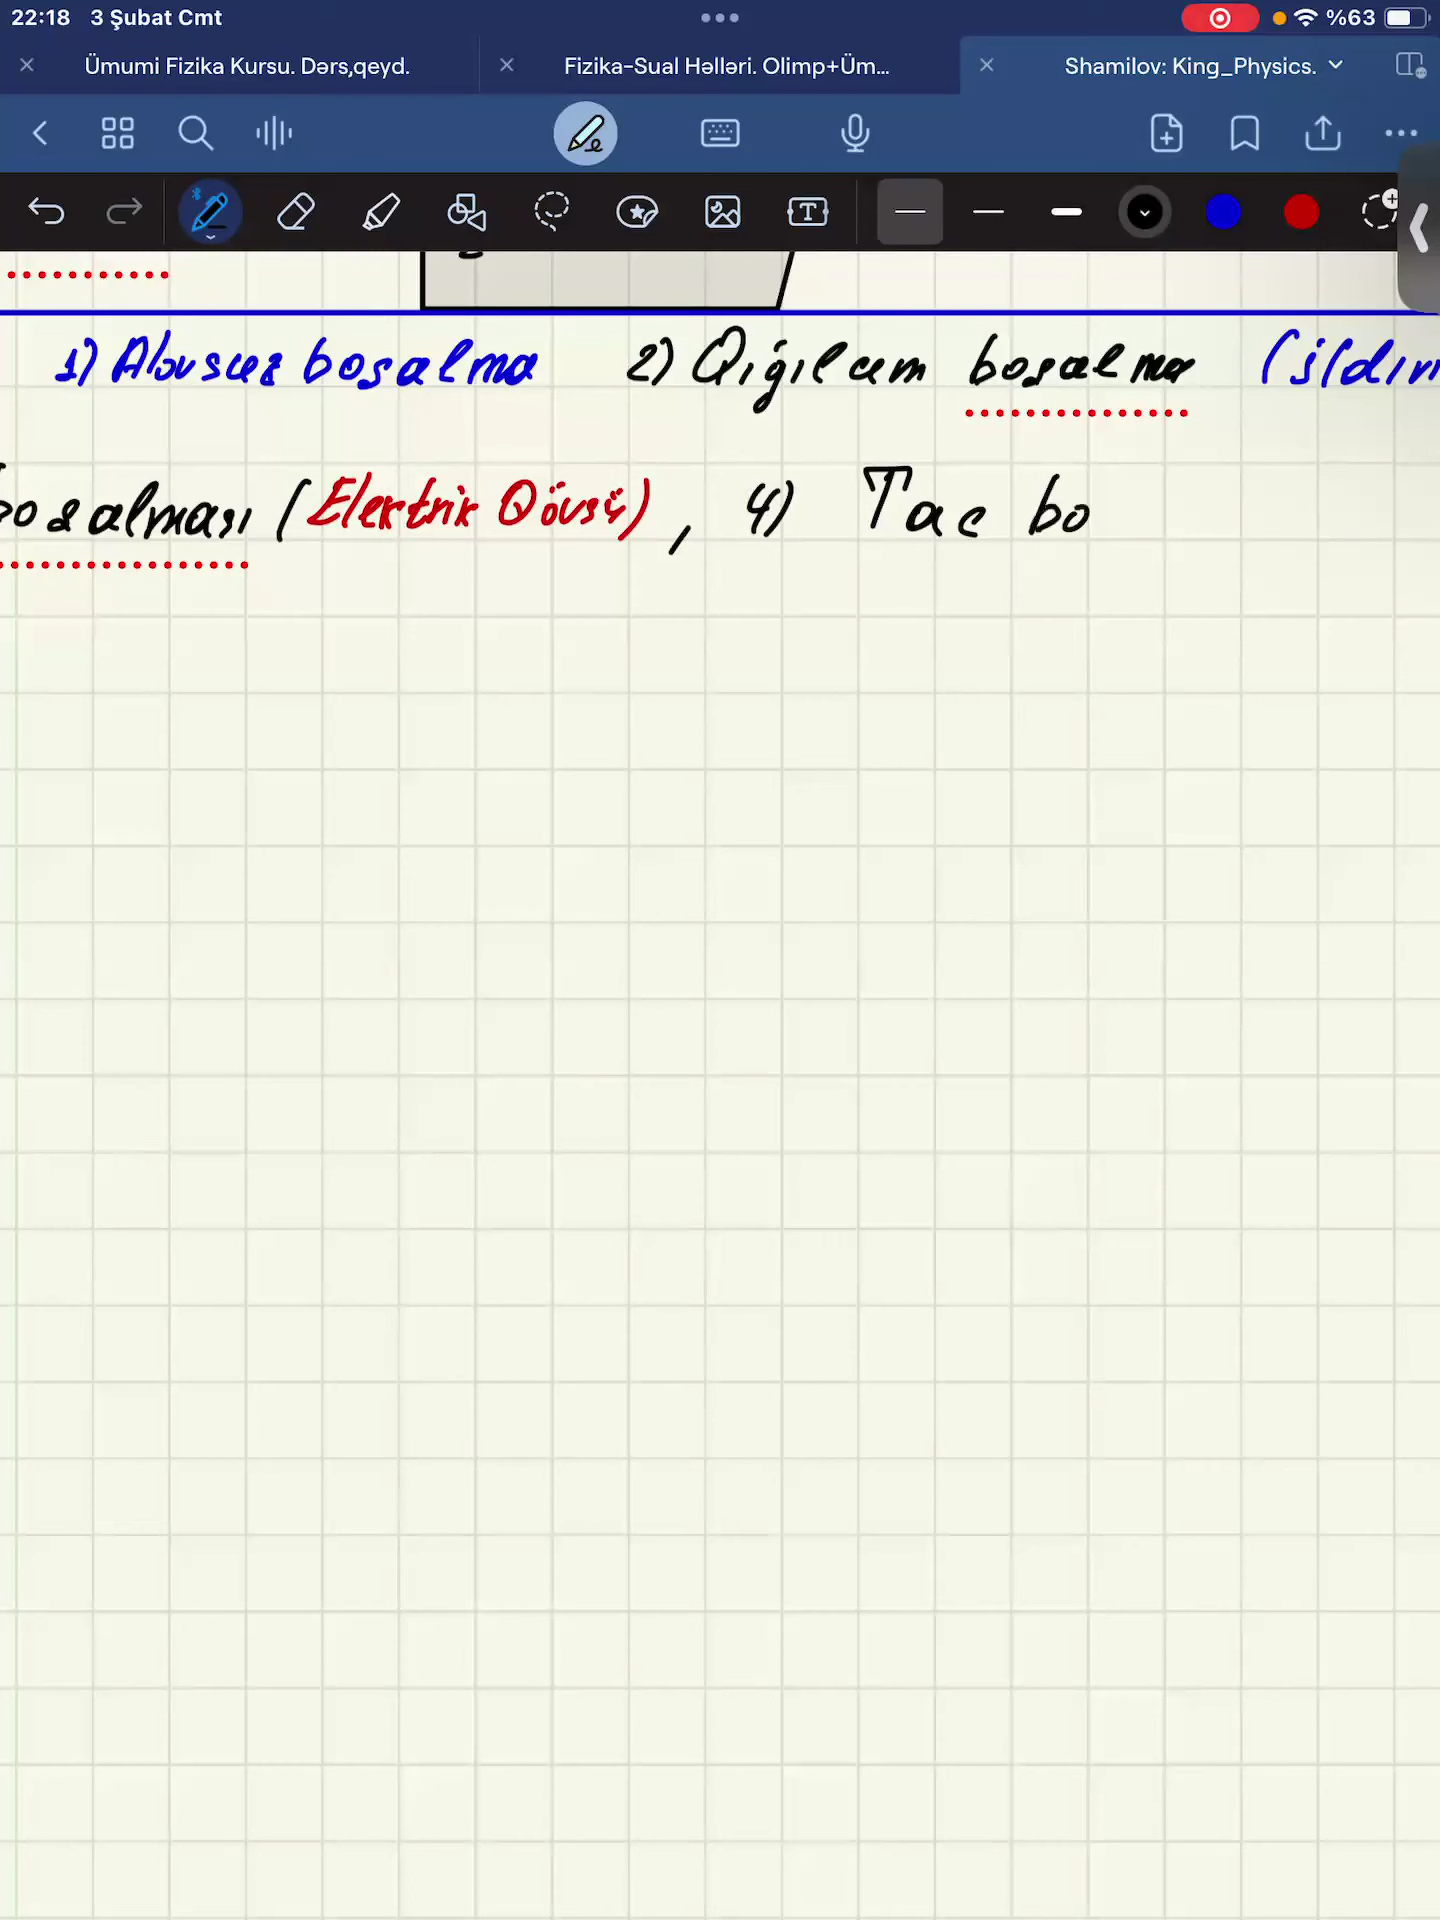 22:18 3 Şubat Cmt %63
Ümumi Fizika Kursu. Dərs,qeyd. Fizika-Sual Həlləri. Olimp+Üm... Shamilov: King_Physics.
1) Alovsuz boşalma 2) Qığılcım boşalma (ildırı
boşalması (Elektrik Qövsü), 4) Tac bo